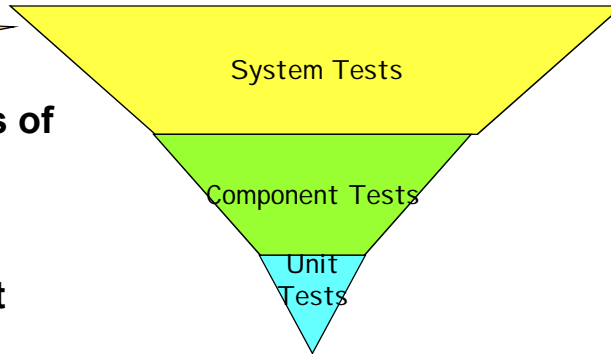 System Tests
s of
Component Tests
Unit
Tests
t